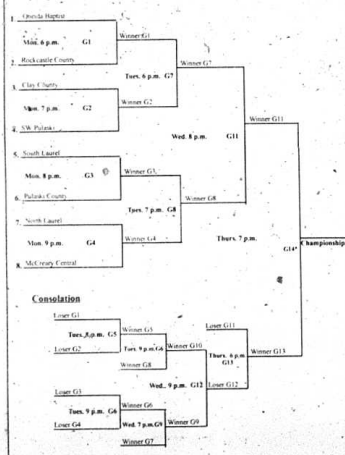 1. Oneida Baptist
Mon. 6 p.m. G1
Winner G1
2. Rockcastle County
Tues. 6 p.m. G7
Winner G7
3. Clay County
Mon. 7 p.m. G2
Winner G2
4. SW Pulaski
Wed. 8 p.m. G11
Winner G11
5. South Laurel
Mon. 8 p.m. G3
Winner G3
6. Pulaski County
Tues. 7 p.m. G8
Winner G8
7. North Laurel
Mon. 9 p.m. G4
Winner G4
8. McCreary Central
Thurs. 7 p.m.
G14*
Championship
Consolation
Loser G1
Tues. 8 p.m. G5
Winner G5
Loser G2
Tues. 9 p.m. G6
Winner G10
Winner G8
Loser G11
Thurs. 6 p.m.
G13
Winner G13
Wed. 9 p.m. G12
Loser G12
Loser G3
Tues. 9 p.m. G6
Winner G6
Loser G4
Wed. 7 p.m. G9
Winner G9
Winner G7